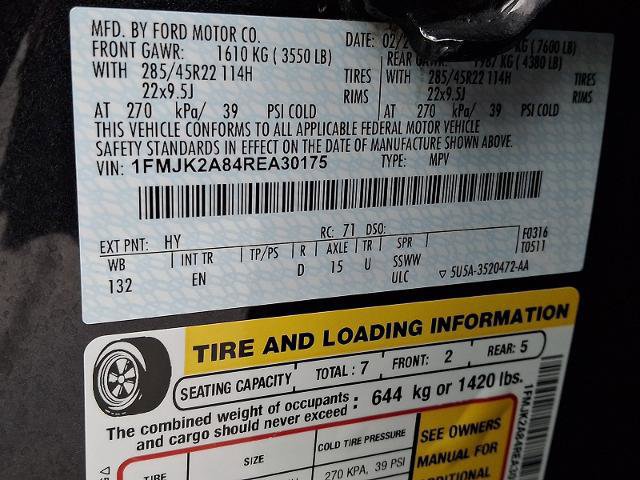 MFD. BY FORD MOTOR CO.
DATE: 02/2
FRONT GAWR: 1610 KG ( 3550 LB)
KG ( 7600 LB)
REAR GAWR: 1987 KG ( 4380 LB)
WITH 285/45R22 114H TIRES
WITH 285/45R22 114H TIRES
22x9.5J RIMS
22x9.5J RIMS
AT 270 kPa/ 39 PSI COLD
AT 270 kPa/ 39 PSI COLD
THIS VEHICLE CONFORMS TO ALL APPLICABLE FEDERAL MOTOR VEHICLE
SAFETY STANDARDS IN EFFECT ON THE DATE OF MANUFACTURE SHOWN ABOVE.
VIN: 1FMJK2A84REA30175 TYPE: MPV
EXT PNT: HY RC: 71 DSO: F0316
T0511
WB INT TR TP/PS R AXLE TR SPR
132 EN D 15 U SSWW
ULC 5U5A-3520472-AA
TIRE AND LOADING INFORMATION
SEATING CAPACITY TOTAL : 7 FRONT: 2 REAR: 5
The combined weight of occupants
and cargo should never exceed : 644 kg or 1420 lbs.
TIRE SIZE COLD TIRE PRESSURE
SEE OWNERS
MANUAL FOR
270 KPA, 39 PSI